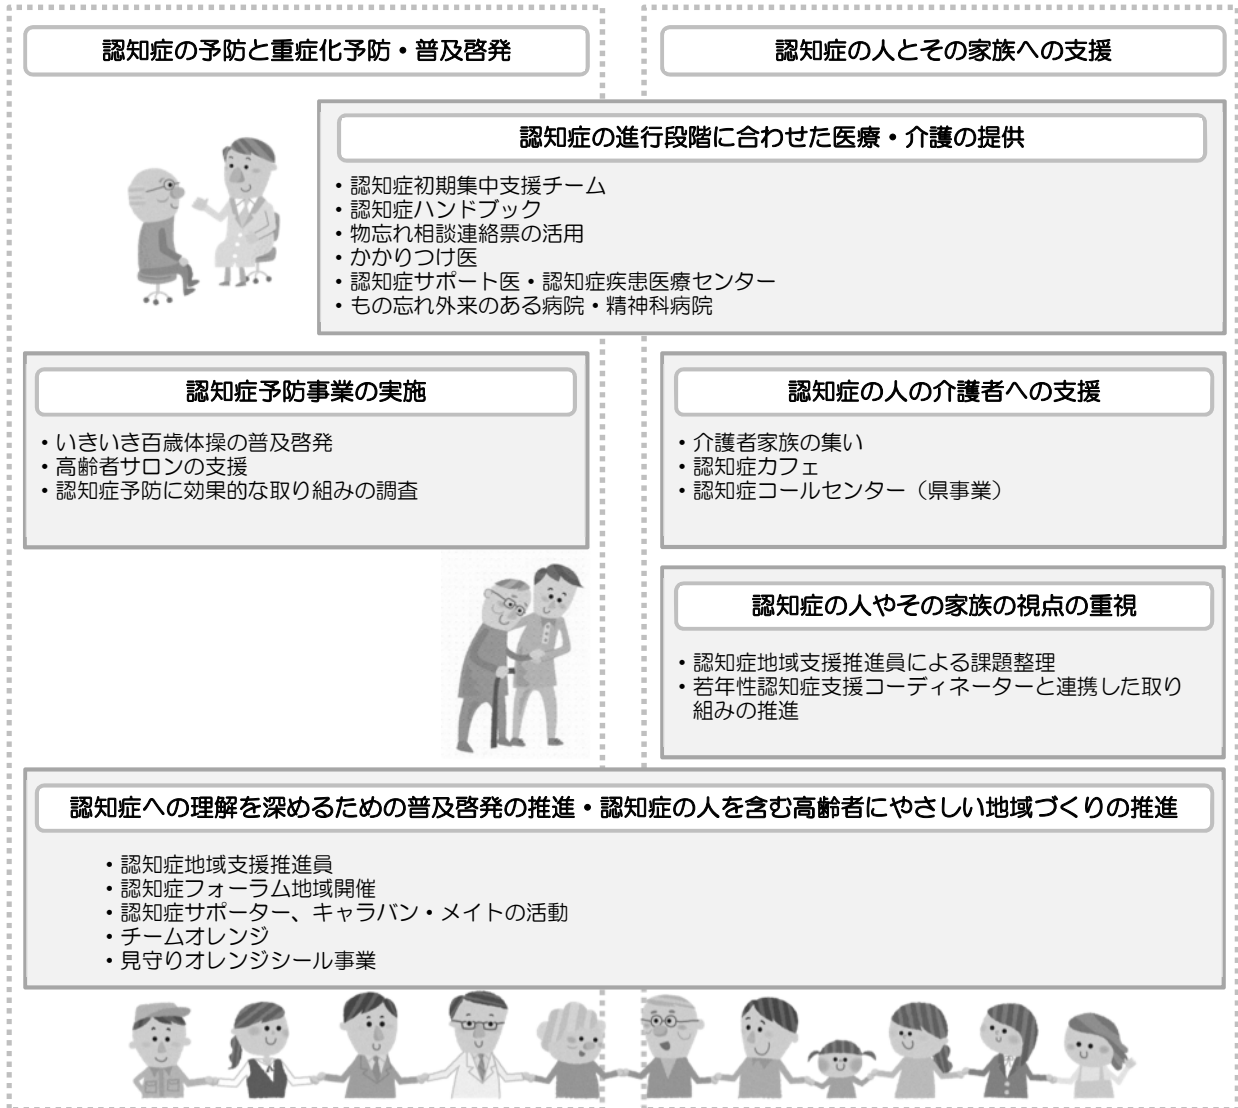 認知症の予防と重症化予防・普及啓発
認知症の人とその家族への支援
認知症の進行段階に合わせた医療・介護の提供
・認知症初期集中支援チーム
・認知症ハンドブック
・物忘れ相談連絡票の活用
・かかりつけ医
・認知症サポート医・認知症疾患医療センター
・もの忘れ外来のある病院・精神科病院
認知症予防事業の実施
・いきいき百歳体操の普及啓発
・高齢者サロンの支援
・認知症予防に効果的な取り組みの調査
認知症の人の介護者への支援
・介護者家族の集い
・認知症カフェ
・認知症コールセンター（県事業）
認知症の人やその家族の視点の重視
・認知症地域支援推進員による課題整理
・若年性認知症支援コーディネーターと連携した取り
組みの推進
認知症への理解を深めるための普及啓発の推進・認知症の人を含む高齢者にやさしい地域づくりの推進
・認知症地域支援推進員
・認知症フォーラム地域開催
・認知症サポーター、キャラバン・メイトの活動
・チームオレンジ
・見守りオレンジシール事業